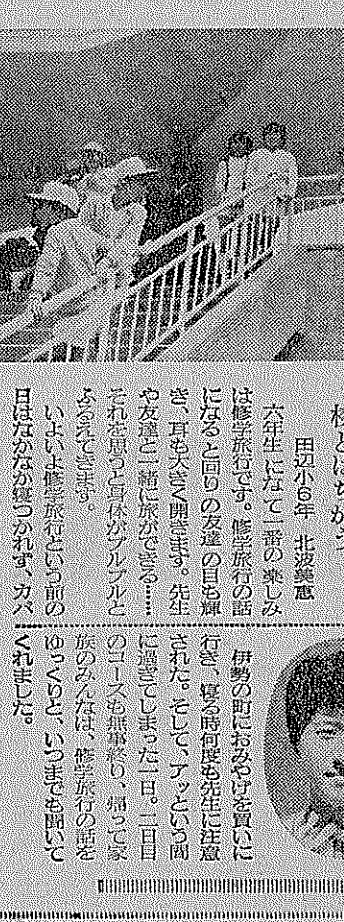 校とはちがう
田辺小6年 北波美恵
六年生になて一番の楽しみ
は修学旅行です。修学旅行の話
になると回りの友達の目も輝
き、耳も大きく開きます。先生
や友達と一緒に旅ができる……
それを思うと身体がブルブルと
ふるえてきます。
いよいよ修学旅行という前の
日はなかなか寝つかれず、カバ
伊勢の町におみやげを買いに
行き、寝る時何度も先生に注意
された。そして、アッという間
に過ぎてしまった一日。二日目
のコースも無事終り、帰って家
族のみんなは、修学旅行の話を
ゆっくりと、いつまでも聞いて
くれました。